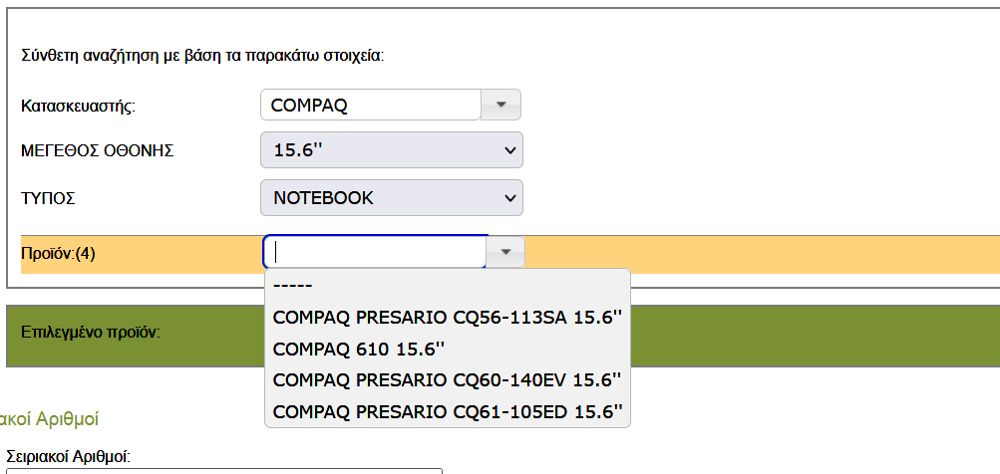 Σύνθετη αναζήτηση με βάση τα παρακάτω στοιχεία:
Κατασκευαστής: COMPAQ
ΜΕΓΕΘΟΣ ΟΘΟΝΗΣ 15.6''
ΤΥΠΟΣ NOTEBOOK
Προϊόν:(4)
-----
COMPAQ PRESARIO CQ56-113SA 15.6''
Επιλεγμένο προϊόν:
COMPAQ 610 15.6''
COMPAQ PRESARIO CQ60-140EV 15.6''
COMPAQ PRESARIO CQ61-105ED 15.6''
ακοί Αριθμοί
Σειριακοί Αριθμοί: